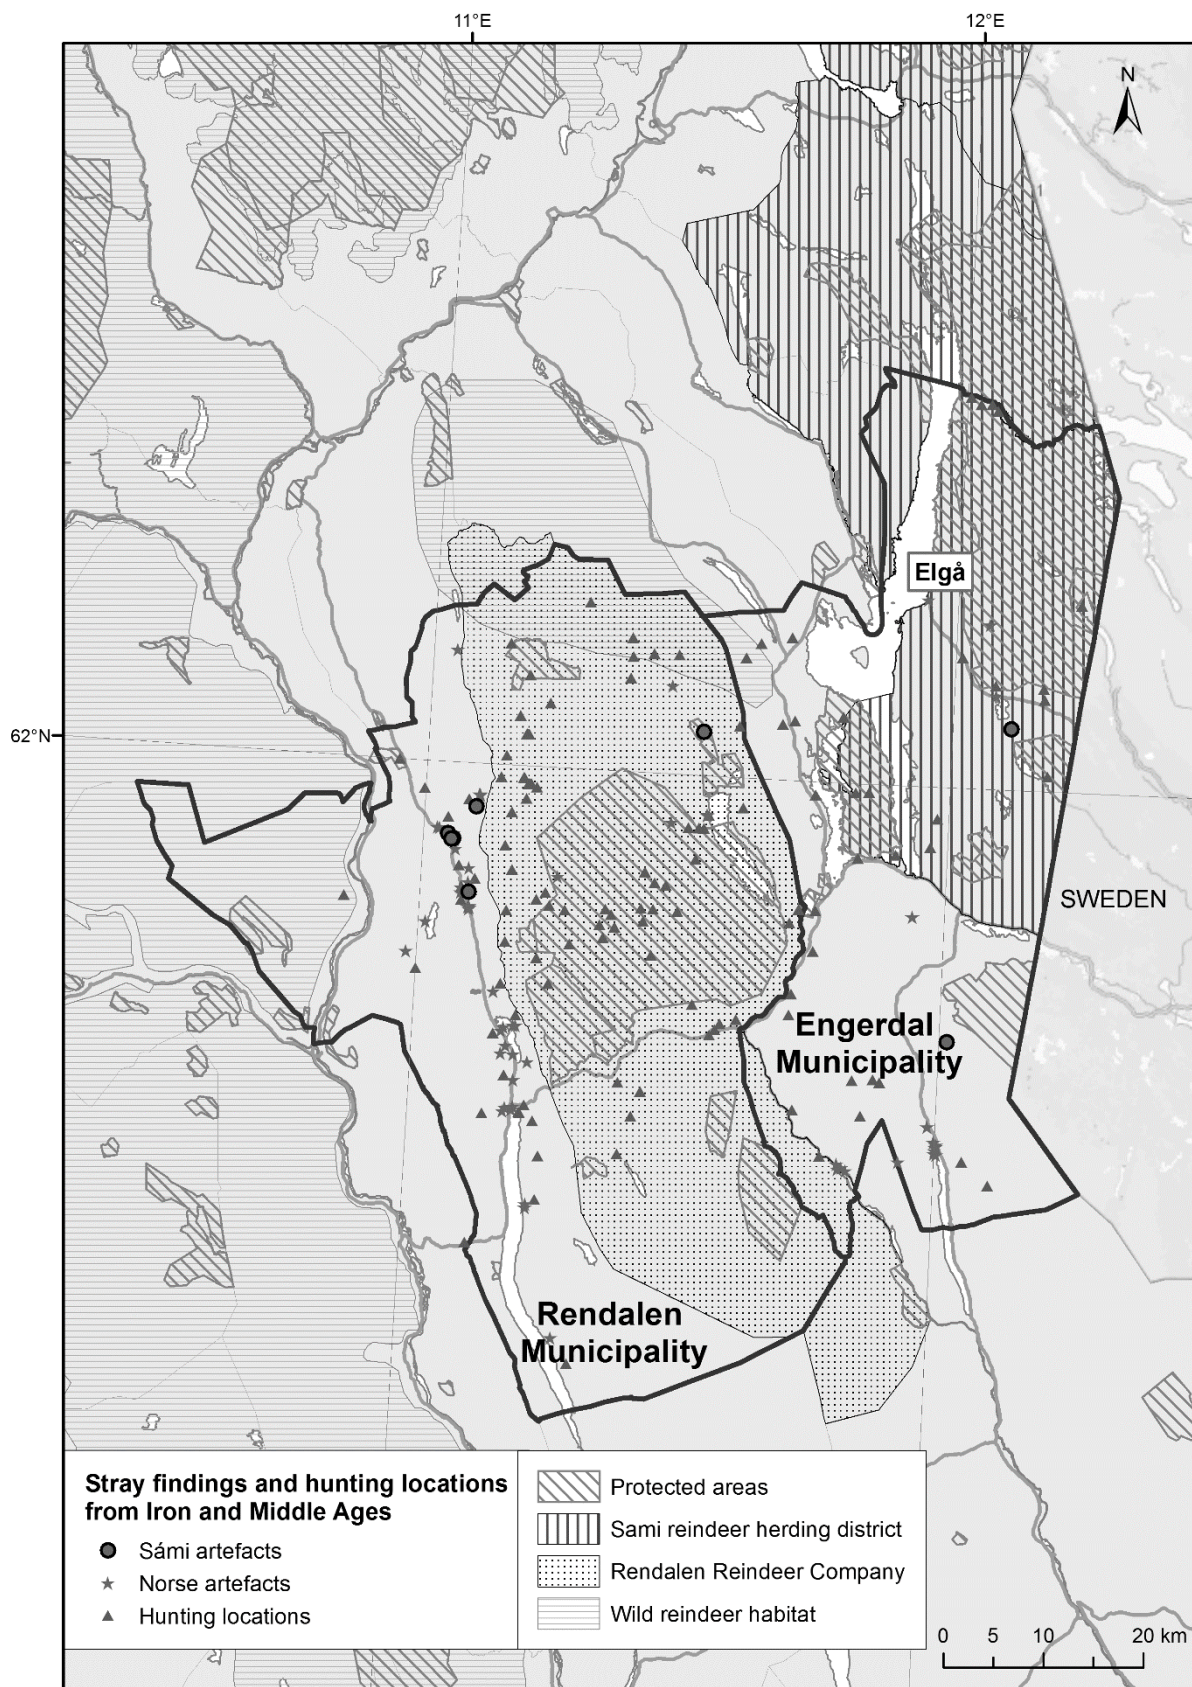 11°E
12°E
N
Elgå
62°N
SWEDEN
Engerdal
Municipality
Rendalen
Municipality
Stray findings and hunting locations
from Iron and Middle Ages
Sámi artefacts
Norse artefacts
Hunting locations
Protected areas
Sami reindeer herding district
Rendalen Reindeer Company
Wild reindeer habitat
0 5 10 20 km